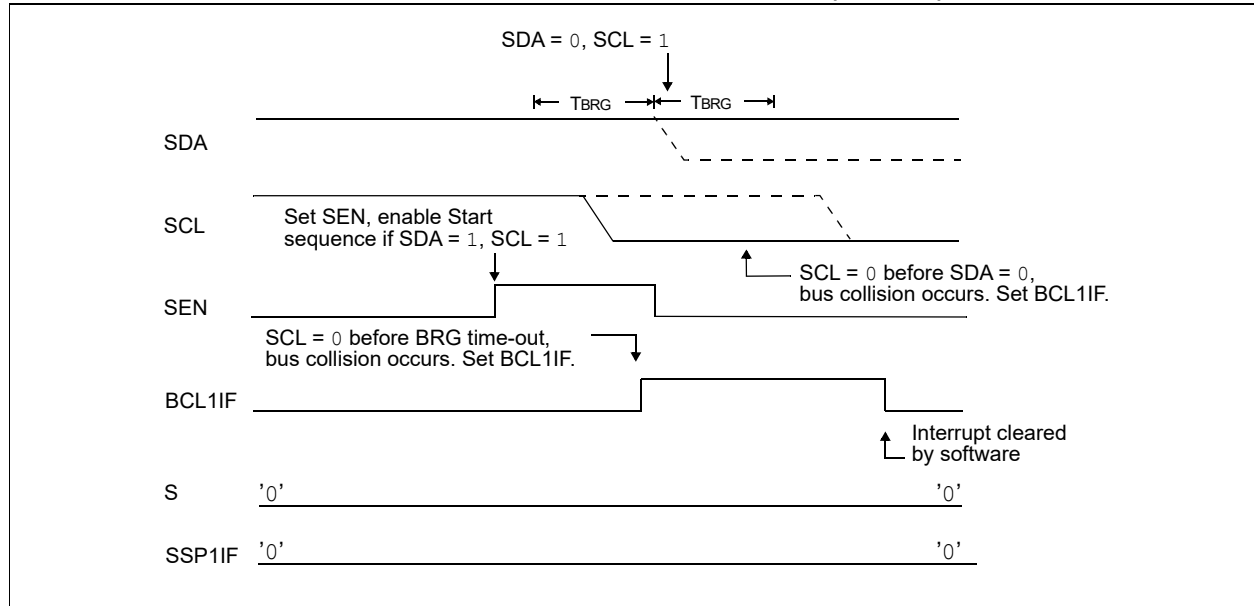 SDA = 0, SCL = 1
TBRG TBRG
SDA
SCL
Set SEN, enable Start
sequence if SDA = 1, SCL = 1
SCL = 0 before SDA = 0,
bus collision occurs. Set BCL1IF.
SEN
SCL = 0 before BRG time-out,
bus collision occurs. Set BCL1IF.
BCL1IF
Interrupt cleared
by software
S '0' '0'
SSP1IF '0' '0'